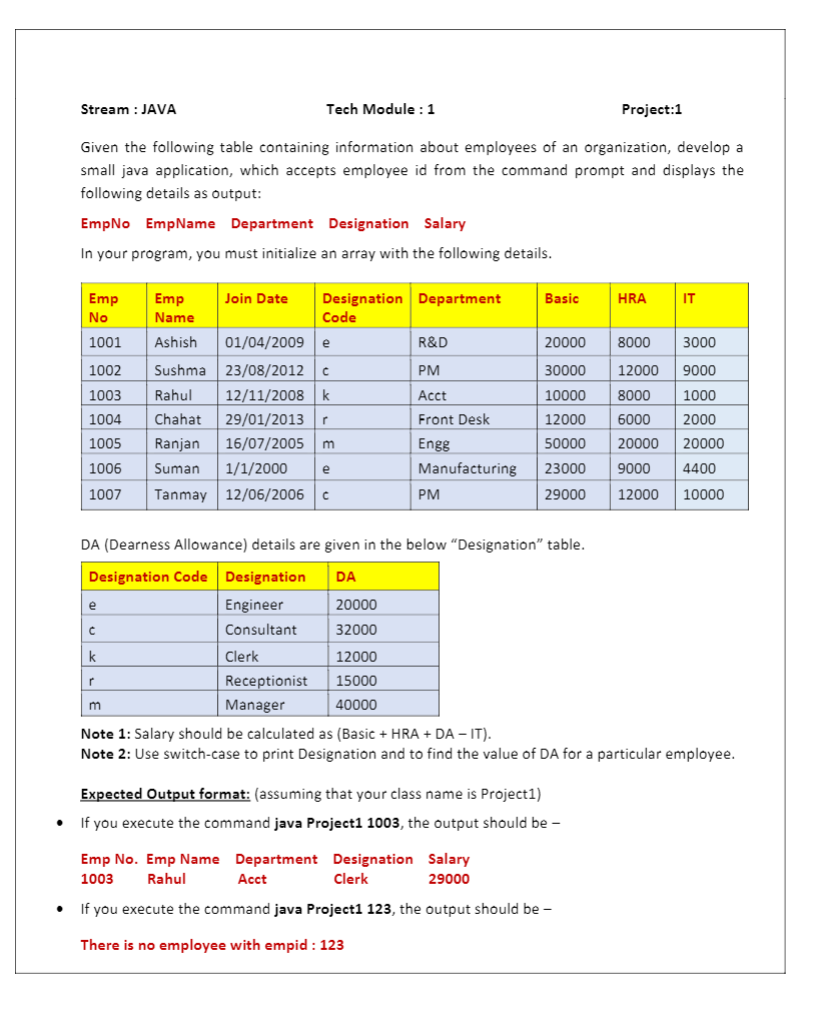 Stream : JAVA Tech Module : 1 Project:1
Given the following table containing information about employees of an organization, develop a
small java application, which accepts employee id from the command prompt and displays the
following details as output:
EmpNo EmpName Department Designation Salary
In your program, you must initialize an array with the following details.
Emp No Emp Name Join Date Designation Code Department Basic HRA IT
1001 Ashish 01/04/2009 e R&D 20000 8000 3000
1002 Sushma 23/08/2012 c PM 30000 12000 9000
1003 Rahul 12/11/2008 k Acct 10000 8000 1000
1004 Chahat 29/01/2013 r Front Desk 12000 6000 2000
1005 Ranjan 16/07/2005 m Engg 50000 20000 20000
1006 Suman 1/1/2000 e Manufacturing 23000 9000 4400
1007 Tanmay 12/06/2006 c PM 29000 12000 10000
DA (Dearness Allowance) details are given in the below “Designation” table.
Designation Code Designation DA
e Engineer 20000
c Consultant 32000
k Clerk 12000
r Receptionist 15000
m Manager 40000
Note 1: Salary should be calculated as (Basic + HRA + DA – IT).
Note 2: Use switch-case to print Designation and to find the value of DA for a particular employee.
Expected Output format: (assuming that your class name is Project1)
• If you execute the command java Project1 1003, the output should be –
Emp No. Emp Name Department Designation Salary
1003 Rahul Acct Clerk 29000
• If you execute the command java Project1 123, the output should be –
There is no employee with empid : 123